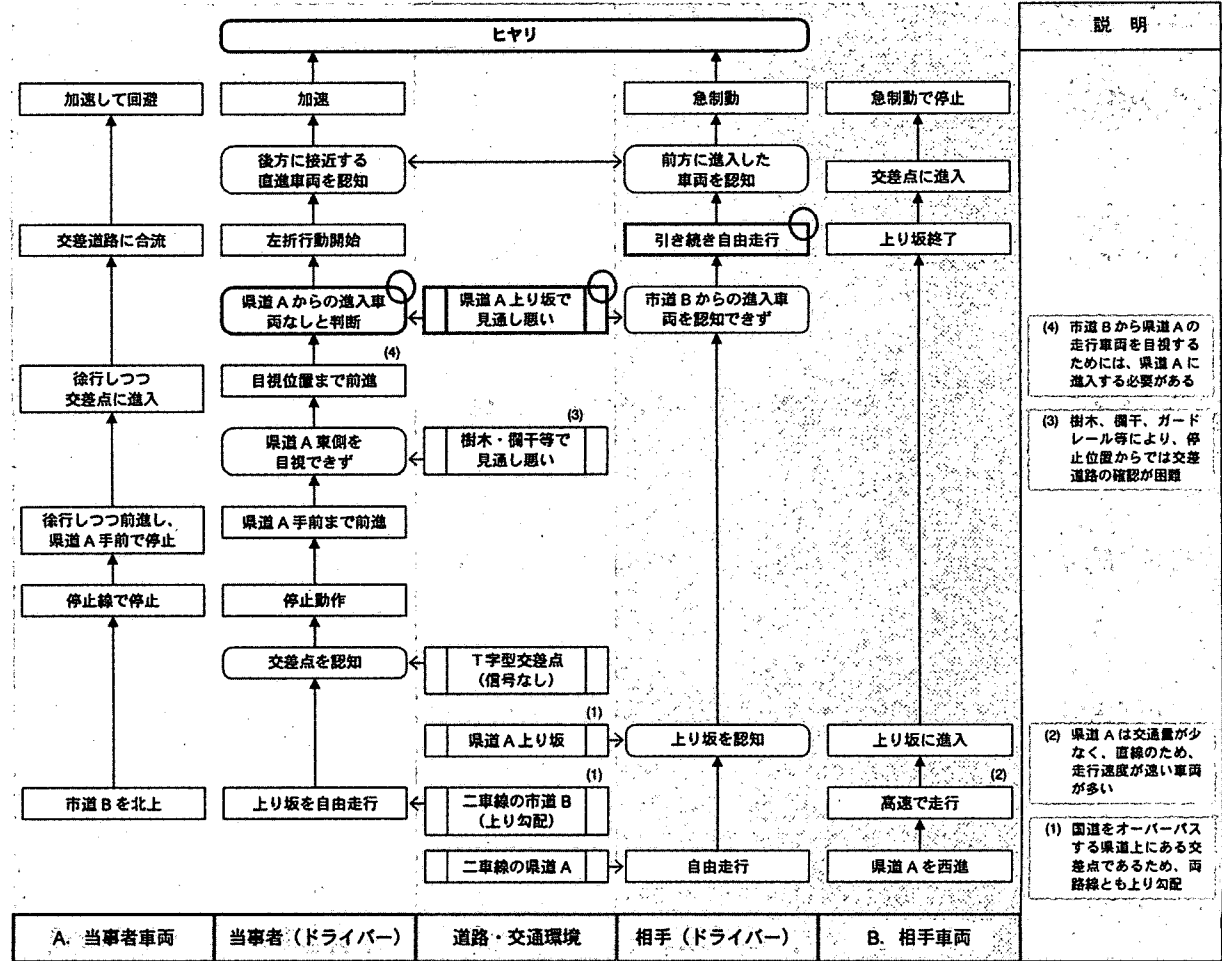 ヒヤリ
説 明
加速して回避
加速
急制動
急制動で停止
後方に接近する
直進車両を認知
前方に進入した
車両を認知
交差点に進入
交差道路に合流
左折行動開始
引き続き自由走行
上り坂終了
県道Aからの進入車
両なしと判断
県道A上り坂で
見通し悪い
市道Bからの進入車
両を認知できず
(4)
徐行しつつ
交差点に進入
目視位置まで前進
(4) 市道Bから県道Aの
走行車両を目視する
ためには、県道Aに
進入する必要がある
(3)
県道A東側を
目視できず
樹木・欄干等で
見通し悪い
(3) 樹木、欄干、ガード
レール等により、停
止位置からでは交差
道路の確認が困難
徐行しつつ前進し、
県道A手前で停止
県道A手前まで前進
停止線で停止
停止動作
交差点を認知
T字型交差点
(信号なし)
(1)
県道A上り坂
上り坂を認知
上り坂に進入
(2) 県道Aは交通量が少
なく、直線のため、
走行速度が速い車両
が多い
(1)
(2)
市道Bを北上
上り坂を自由走行
二車線の市道B
(上り勾配)
高速で走行
二車線の県道A
自由走行
県道Aを西進
(1) 国道をオーバーパス
する県道上にある交
差点であるため、両
路線とも上り勾配
A. 当事者車両
当事者(ドライバー)
道路・交通環境
相手(ドライバー)
B. 相手車両